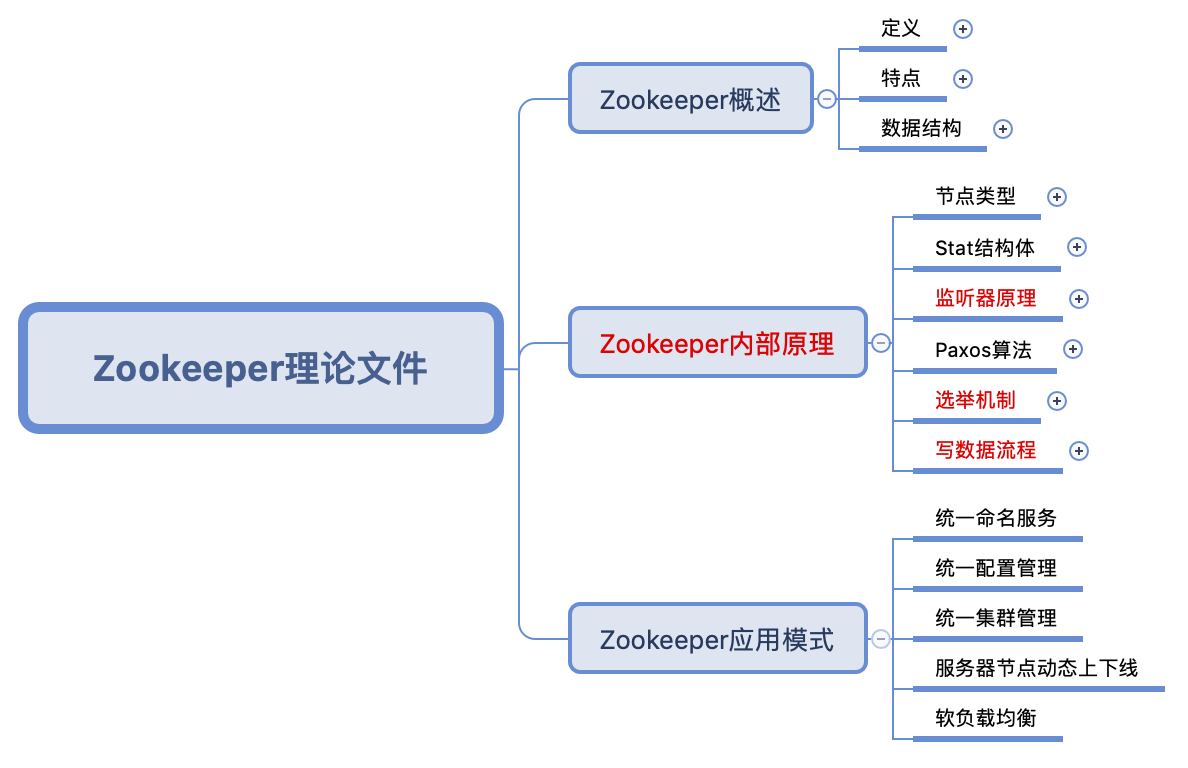 Zookeeper理论文件
Zookeeper概述
定义
特点
数据结构
Zookeeper内部原理
节点类型
Stat结构体
监听器原理
Paxos算法
选举机制
写数据流程
Zookeeper应用模式
统一命名服务
统一配置管理
统一集群管理
服务器节点动态上下线
软负载均衡